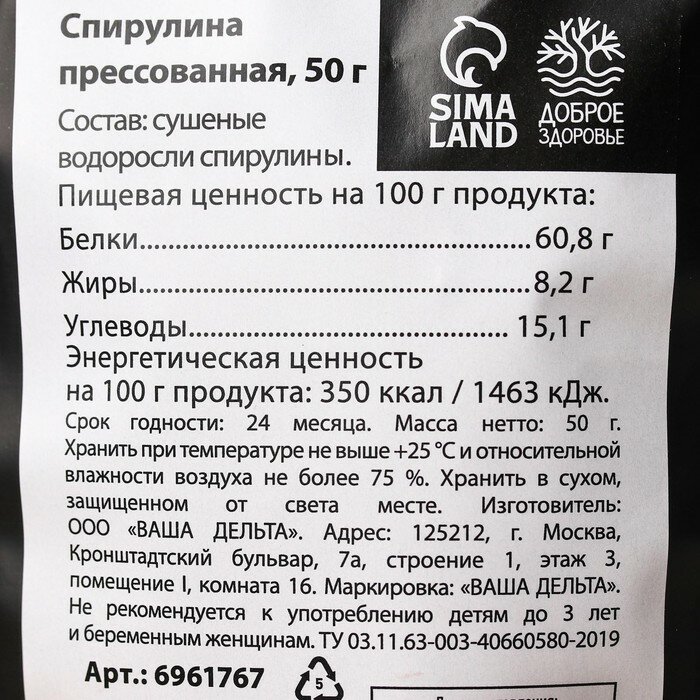 Спирулина
прессованная, 50 г
SIMA
LAND
ДОБРОЕ
ЗДОРОВЬЕ
Состав: сушеные
водоросли спирулины.
Пищевая ценность на 100 г продукта:
Белки..........................................60,8 г
Жиры..........................................8,2 г
Углеводы.................................. 15,1 г
Энергетическая ценность
на 100 г продукта: 350 ккал / 1463 кДж.
Срок годности: 24 месяца. Масса нетто: 50 г.
Хранить при температуре не выше +25 °С и относительной
влажности воздуха не более 75 %. Хранить в сухом,
защищенном от света месте. Изготовитель:
ООО «ВАША ДЕЛЬТА». Адрес: 125212, г. Москва,
Кронштадтский бульвар, 7а, строение 1, этаж 3,
помещение I, комната 16. Маркировка: «ВАША ДЕЛЬТА».
Не рекомендуется к употреблению детям до 3 лет
и беременным женщинам. ТУ 03.11.63-003-40660580-2019
Арт.: 6961767
5